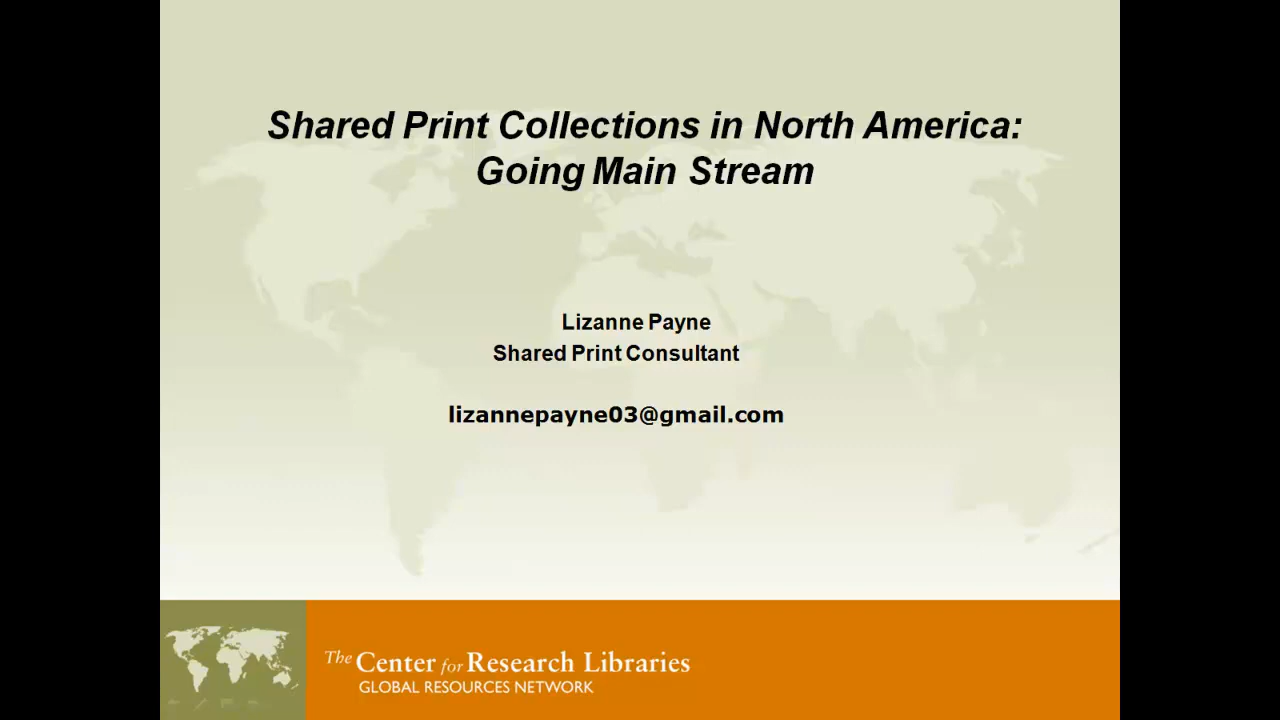 Shared Print Collections in North America:
Going Main Stream
Lizanne Payne
Shared Print Consultant
lizannepayne03@gmail.com
The Center for Research Libraries
GLOBAL RESOURCES NETWORK